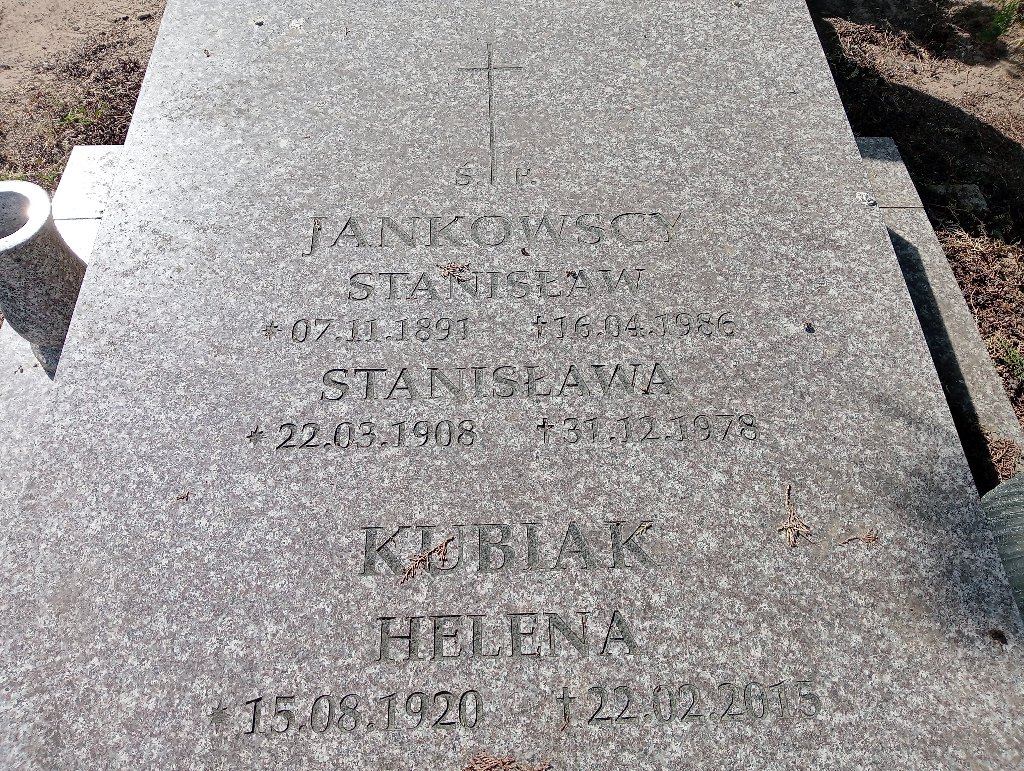 Ś P.
JANKOWSCY
STANISŁAW
* 07.11.1891 †16.04.1986
STANISŁAWA
* 22.03.1908 †31.12.1978
KUBIAK
HELENA
* 15.08.1920 †22.02.2015